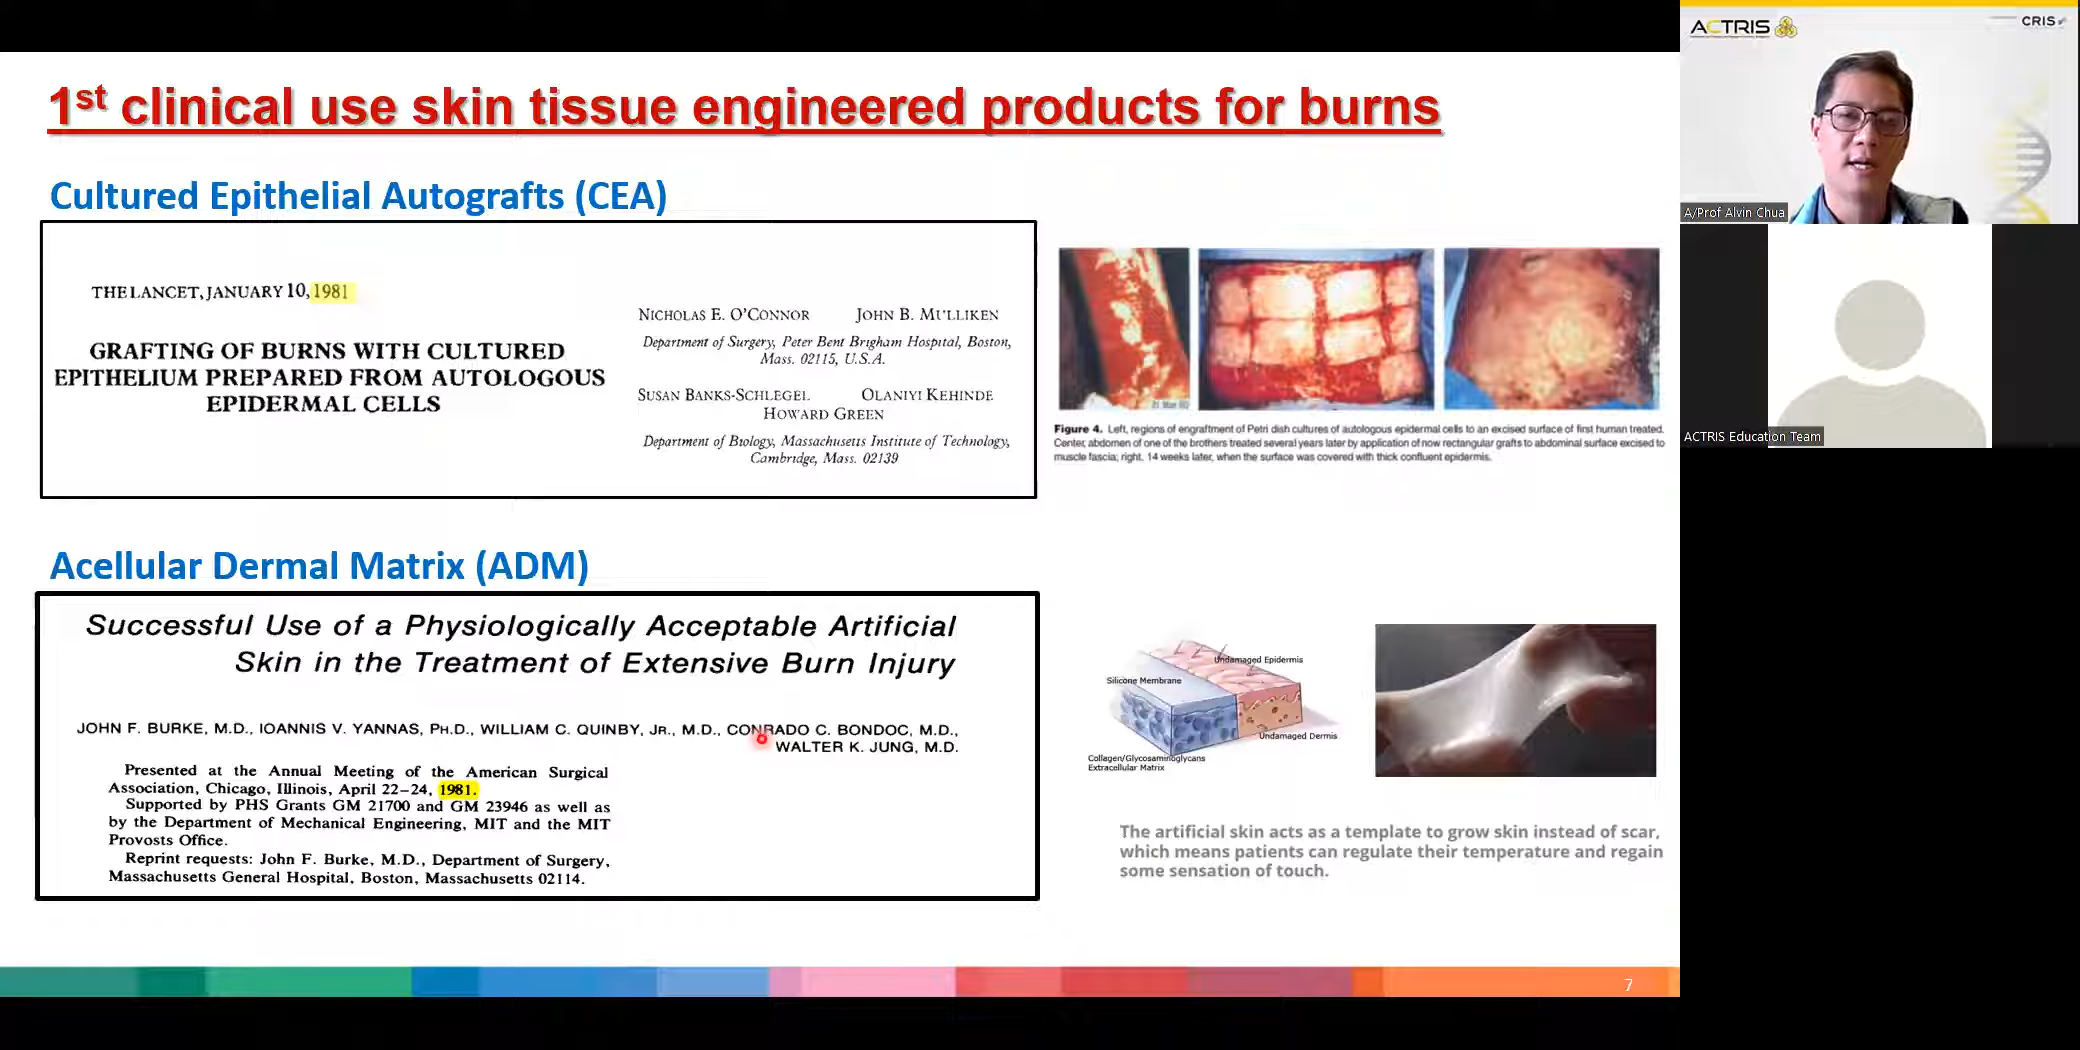 1st clinical use skin tissue engineered products for burns
Cultured Epithelial Autografts (CEA)
THE LANCET, JANUARY 10, 1981
GRAFTING OF BURNS WITH CULTURED
EPITHELIUM PREPARED FROM AUTOLOGOUS
EPIDERMAL CELLS
NICHOLAS E. O'CONNOR JOHN B. MULLIKEN
Department of Surgery, Peter Bent Brigham Hospital, Boston,
Mass. 02115, U.S.A.
SUSAN BANKS-SCHLEGEL OLANIYI KEHINDE
HOWARD GREEN
Department of Biology, Massachusetts Institute of Technology,
Cambridge, Mass. 02139
Figure 4. Left, regions of engraftment of Petri dish cultures of autologous epidermal cells to an excised surface of first human treated.
Center, abdomen of one of the brothers treated several years later by application of now rectangular grafts to abdominal surface excised to
muscle fascia; right, 14 weeks later, when the surface was covered with thick confluent epidermis.
Acellular Dermal Matrix (ADM)
Successful Use of a Physiologically Acceptable Artificial
Skin in the Treatment of Extensive Burn Injury
JOHN F. BURKE, M.D., IOANNIS V. YANNAS, PH.D., WILLIAM C. QUINBY, JR., M.D., CONRADO C. BONDOC, M.D.,
WALTER K. JUNG, M.D.
Presented at the Annual Meeting of the American Surgical
Association, Chicago, Illinois, April 22–24, 1981.
Supported by PHS Grants GM 21700 and GM 23946 as well as
by the Department of Mechanical Engineering, MIT and the MIT
Provosts Office.
Reprint requests: John F. Burke, M.D., Department of Surgery,
Massachusetts General Hospital, Boston, Massachusetts 02114.
Undamaged Epidermis
Silicone Membrane
Undamaged Dermis
Collagen/Glycosaminoglycans
Extracellular Matrix
The artificial skin acts as a template to grow skin instead of scar,
which means patients can regulate their temperature and regain
some sensation of touch.
7
ACTRIS
CRIS
A/Prof Alvin Chua
ACTRIS Education Team